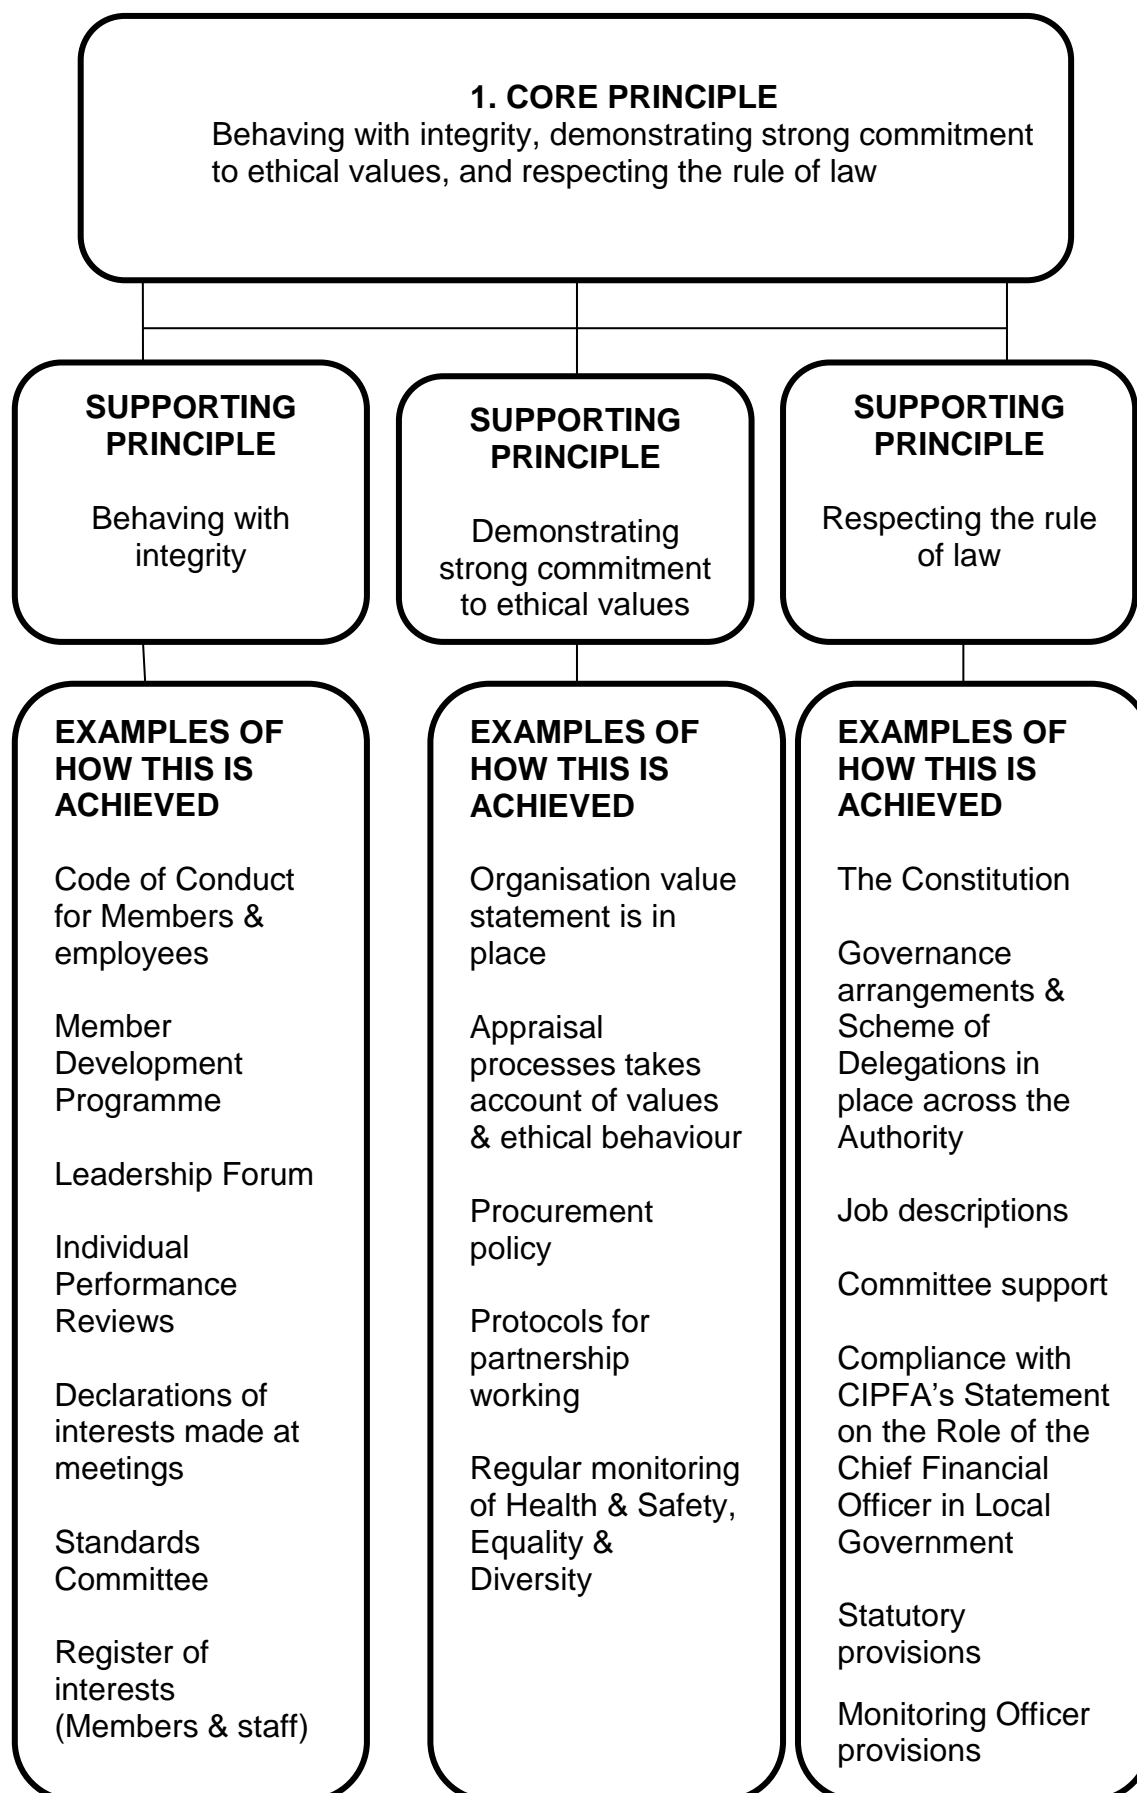 1. CORE PRINCIPLE
Behaving with integrity, demonstrating strong commitment
to ethical values, and respecting the rule of law
SUPPORTING
PRINCIPLE
Behaving with
integrity
SUPPORTING
PRINCIPLE
Demonstrating
strong commitment
to ethical values
SUPPORTING
PRINCIPLE
Respecting the rule
of law
EXAMPLES OF
HOW THIS IS
ACHIEVED
Code of Conduct
for Members &
employees
Member
Development
Programme
Leadership Forum
Individual
Performance
Reviews
Declarations of
interests made at
meetings
Standards
Committee
Register of
interests
(Members & staff)
EXAMPLES OF
HOW THIS IS
ACHIEVED
Organisation value
statement is in
place
Appraisal
processes takes
account of values
& ethical behaviour
Procurement
policy
Protocols for
partnership
working
Regular monitoring
of Health & Safety,
Equality &
Diversity
EXAMPLES OF
HOW THIS IS
ACHIEVED
The Constitution
Governance
arrangements &
Scheme of
Delegations in
place across the
Authority
Job descriptions
Committee support
Compliance with
CIPFA’s Statement
on the Role of the
Chief Financial
Officer in Local
Government
Statutory
provisions
Monitoring Officer
provisions